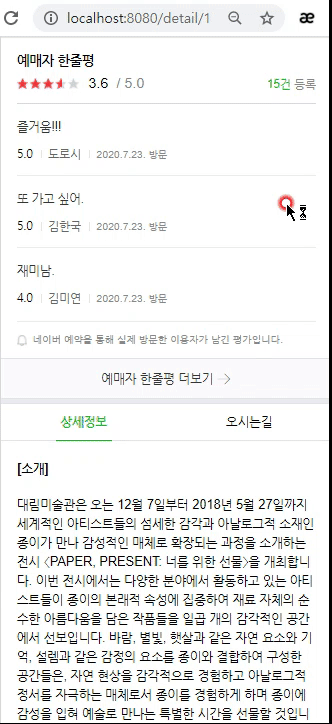 localhost:8080/detail/1
æ
예매자 한줄평
3.6 / 5.0
15건 등록
즐거움!!!
5.0 도로시 2020.7.23. 방문
또 가고 싶어.
5.0 김한국 2020.7.23. 방문
재미남.
4.0 김미연 2020.7.23. 방문
네이버 예약을 통해 실제 방문한 이용자가 남긴 평가입니다.
예매자 한줄평 더보기
상세정보 오시는길
[소개]
대림미술관은 오는 12월 7일부터 2018년 5월 27일까지
세계적인 아티스트들의 섬세한 감각과 아날로그적 소재인
종이가 만나 감성적인 매체로 확장되는 과정을 소개하는
전시 〈PAPER, PRESENT: 너를 위한 선물〉을 개최합니
다. 이번 전시에서는 다양한 분야에서 활동하고 있는 아티
스트들이 종이의 본래적 속성에 집중하여 재료 자체의 순
수한 아름다움을 담은 작품들을 일곱 개의 감각적인 공간
에서 선보입니다. 바람, 별빛, 햇살과 같은 자연 요소와 기
억, 설렘과 같은 감정의 요소를 종이와 결합하여 구성한
공간들은, 자연 현상을 감각적으로 경험하고 아날로그적
정서를 자극하는 매체로서 종이를 경험하게 하며 종이에
감성을 입혀 예술로 만나는 특별한 시간을 선물할 것입니